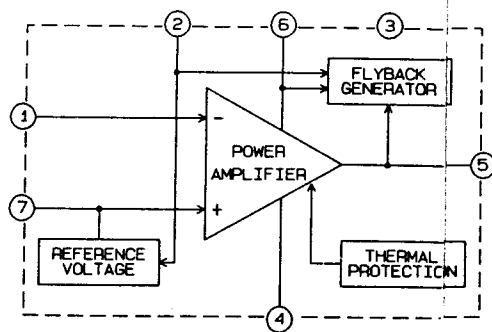 2
6
3
FLYBACK
GENERATOR
1
-
POWER
AMPLIFIER
5
7
+
REFERENCE
VOLTAGE
THERMAL
PROTECTION
4